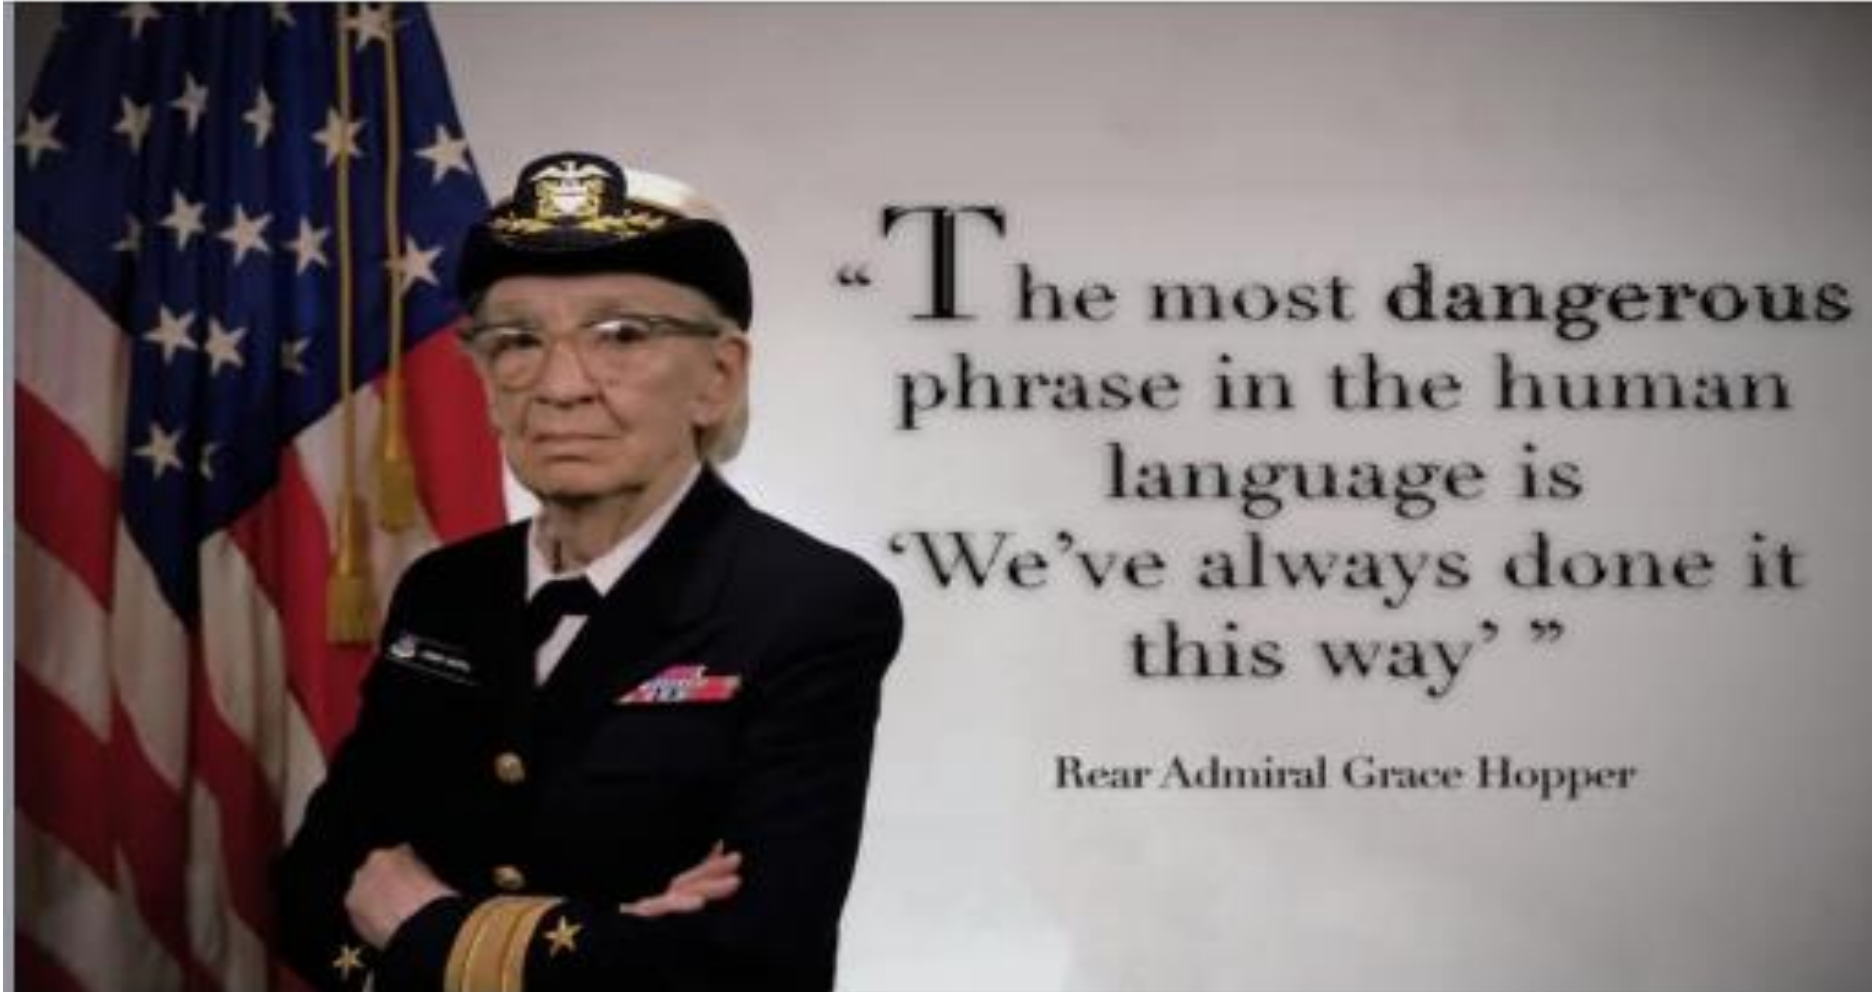 “The most dangerous
phrase in the human
language is
‘We’ve always done it
this way’ ”
Rear Admiral Grace Hopper